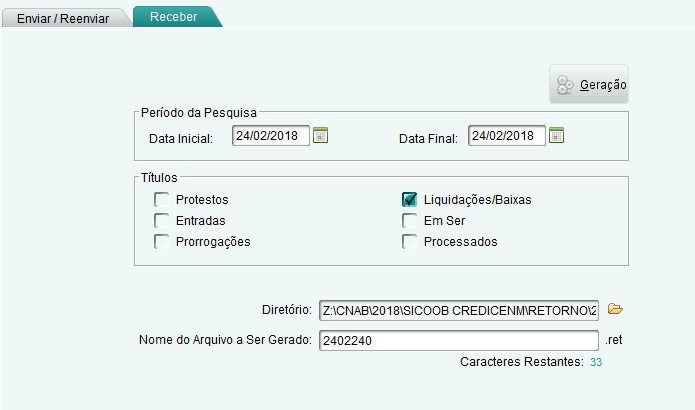 Enviar / Reenviar
Receber
Geração
Período da Pesquisa
Data Inicial: 24/02/2018 Data Final: 24/02/2018
Títulos
Protestos Liquidações/Baixas
Entradas Em Ser
Prorrogações Processados
Diretório: Z:\CNAB\2018\SICOOB CREDICENM\RETORNO\2
Nome do Arquivo a Ser Gerado: 2402240 .ret
Caracteres Restantes: 33